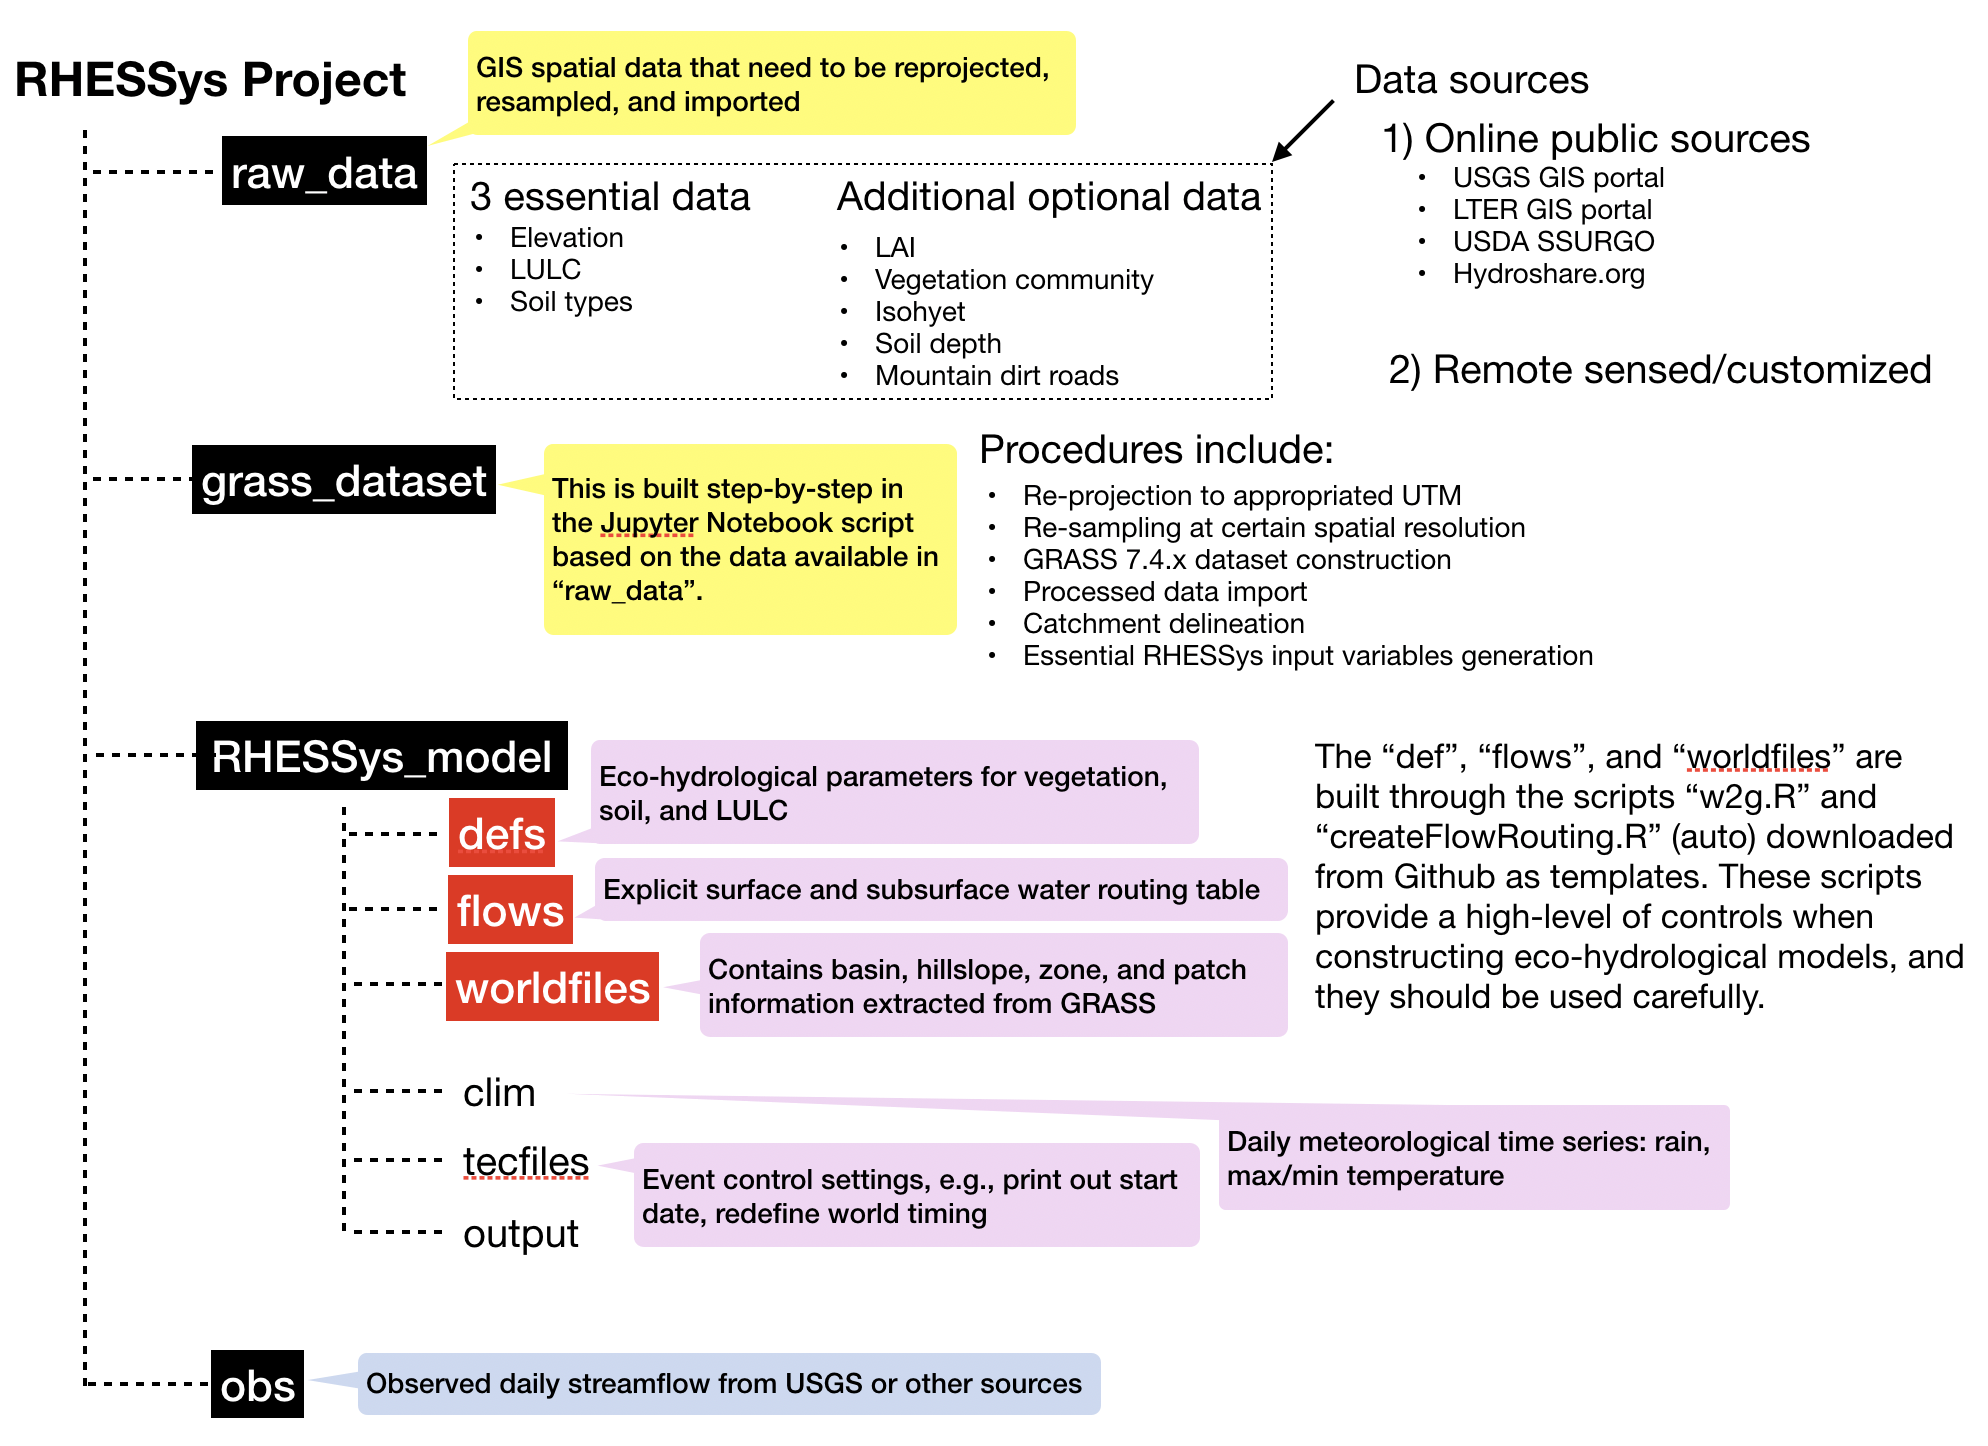 RHESSys Project
GIS spatial data that need to be reprojected,
resampled, and imported
raw_data
3 essential data
• Elevation
• LULC
• Soil types
Additional optional data
• LAI
• Vegetation community
• Isohyet
• Soil depth
• Mountain dirt roads
Data sources
1) Online public sources
• USGS GIS portal
• LTER GIS portal
• USDA SSURGO
• Hydroshare.org
2) Remote sensed/customized
grass_dataset
This is built step-by-step in
the Jupyter Notebook script
based on the data available in
“raw_data”.
Procedures include:
• Re-projection to appropriated UTM
• Re-sampling at certain spatial resolution
• GRASS 7.4.x dataset construction
• Processed data import
• Catchment delineation
• Essential RHESSys input variables generation
RHESSys_model
defs
Eco-hydrological parameters for vegetation,
soil, and LULC
flows
Explicit surface and subsurface water routing table
worldfiles
Contains basin, hillslope, zone, and patch
information extracted from GRASS
The “def”, “flows”, and “worldfiles” are
built through the scripts “w2g.R” and
“createFlowRouting.R” (auto) downloaded
from Github as templates. These scripts
provide a high-level of controls when
constructing eco-hydrological models, and
they should be used carefully.
clim
Daily meteorological time series: rain,
max/min temperature
tecfiles
Event control settings, e.g., print out start
date, redefine world timing
output
obs
Observed daily streamflow from USGS or other sources